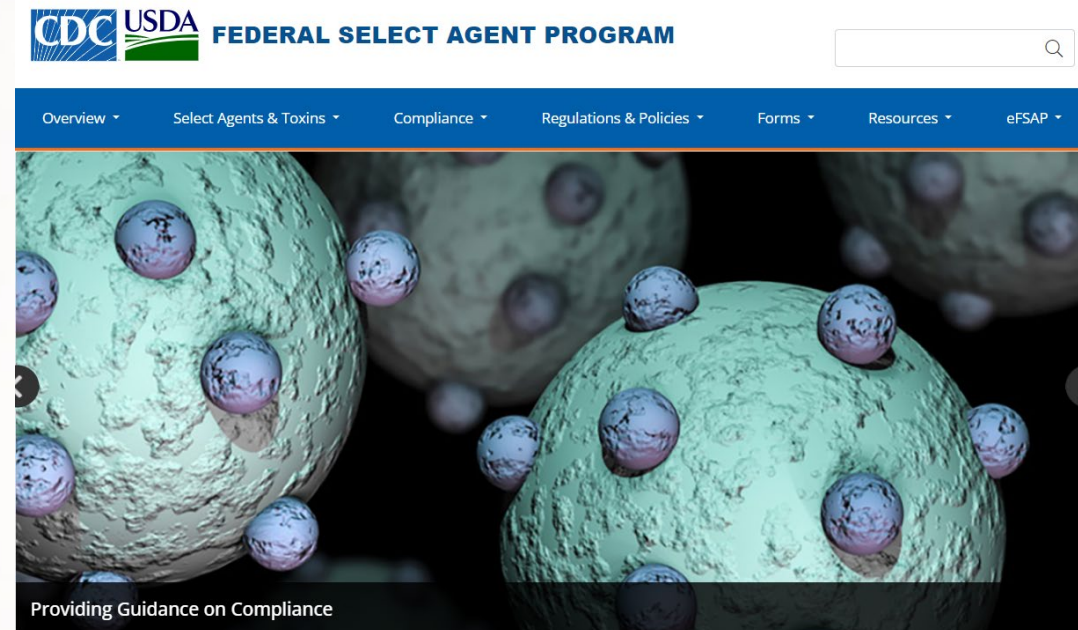 CDC USDA FEDERAL SELECT AGENT PROGRAM
Overview Select Agents & Toxins Compliance Regulations & Policies Forms Resources eFSAP
Providing Guidance on Compliance